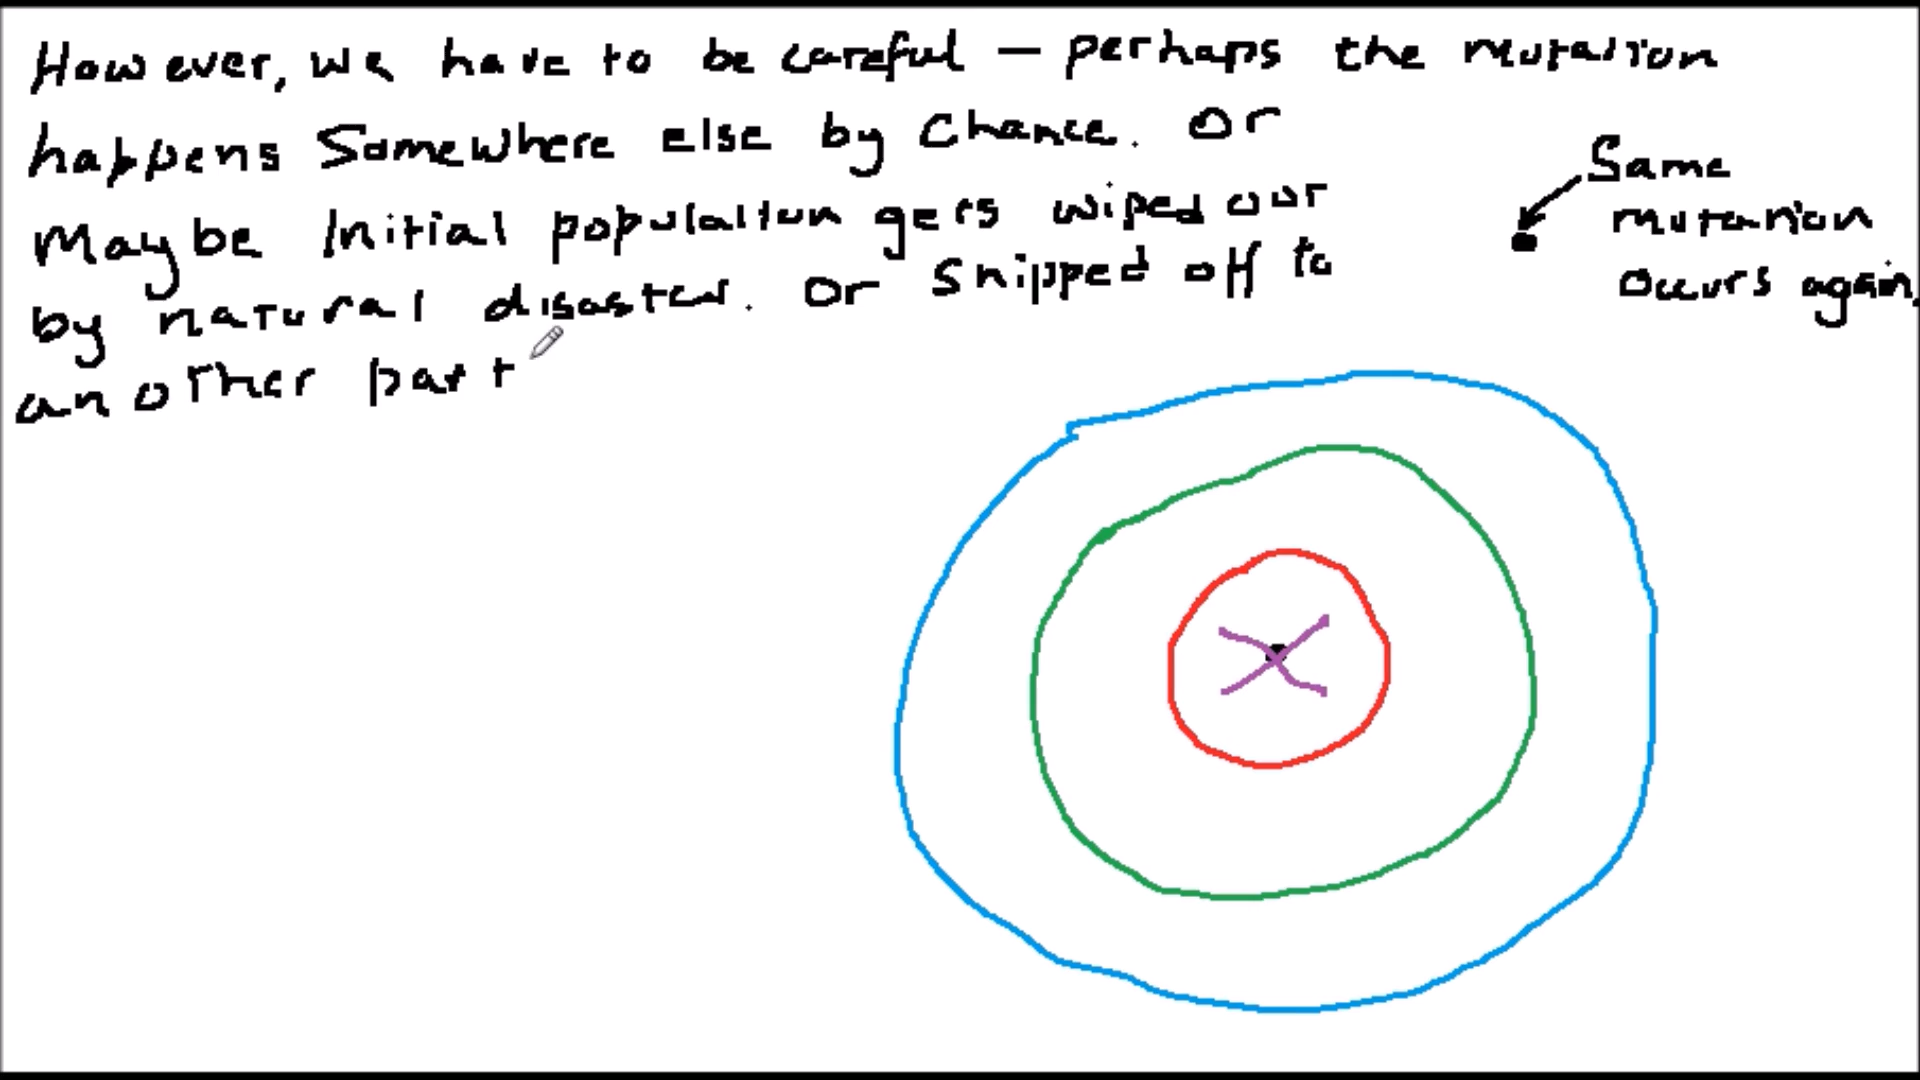 However, we have to be careful – perhaps the mutation
happens Somewhere else by Chance. Or
Maybe Initial population gets wiped out
by natural disaster. Or Snipped off to
another part
Same
mutation
occurs again.